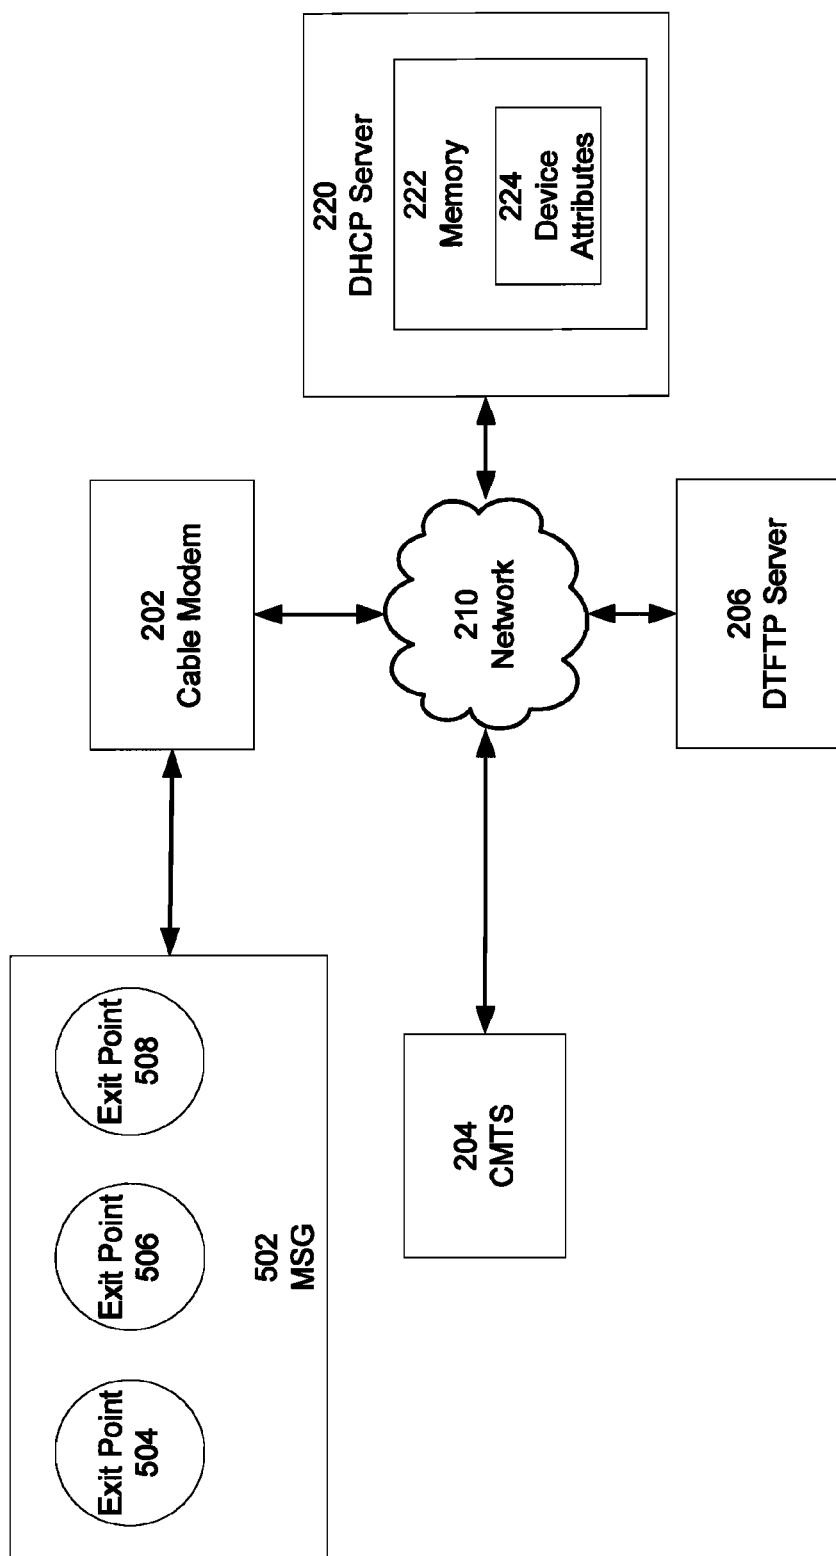 Exit Point
504
Exit Point
506
Exit Point
508
502
MSG
202
Cable Modem
204
CMTS
210
Network
206
DTFTP Server
220
DHCP Server
222
Memory
224
Device
Attributes